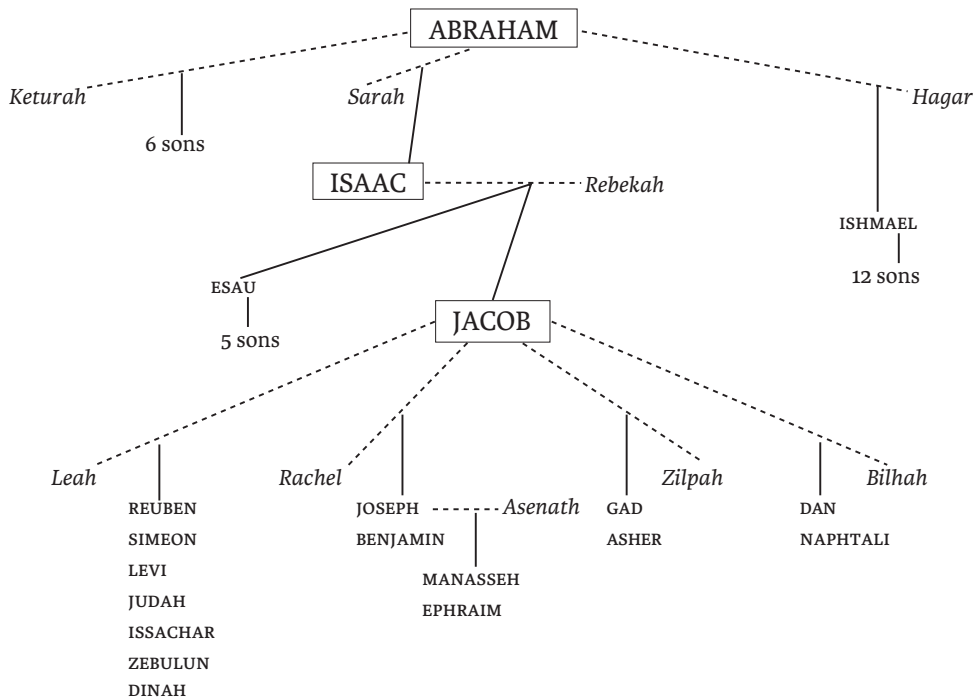 ABRAHAM
Keturah
Sarah
Hagar
6 sons
ISAAC
Rebekah
ISHMAEL
12 sons
ESAU
5 sons
JACOB
Leah
Rachel
Zilpah
Bilhah
REUBEN
SIMEON
LEVI
JUDAH
ISSACHAR
ZEBULUN
DINAH
JOSEPH
Asenath
BENJAMIN
MANASSEH
EPHRAIM
GAD
ASHER
DAN
NAPHTALI